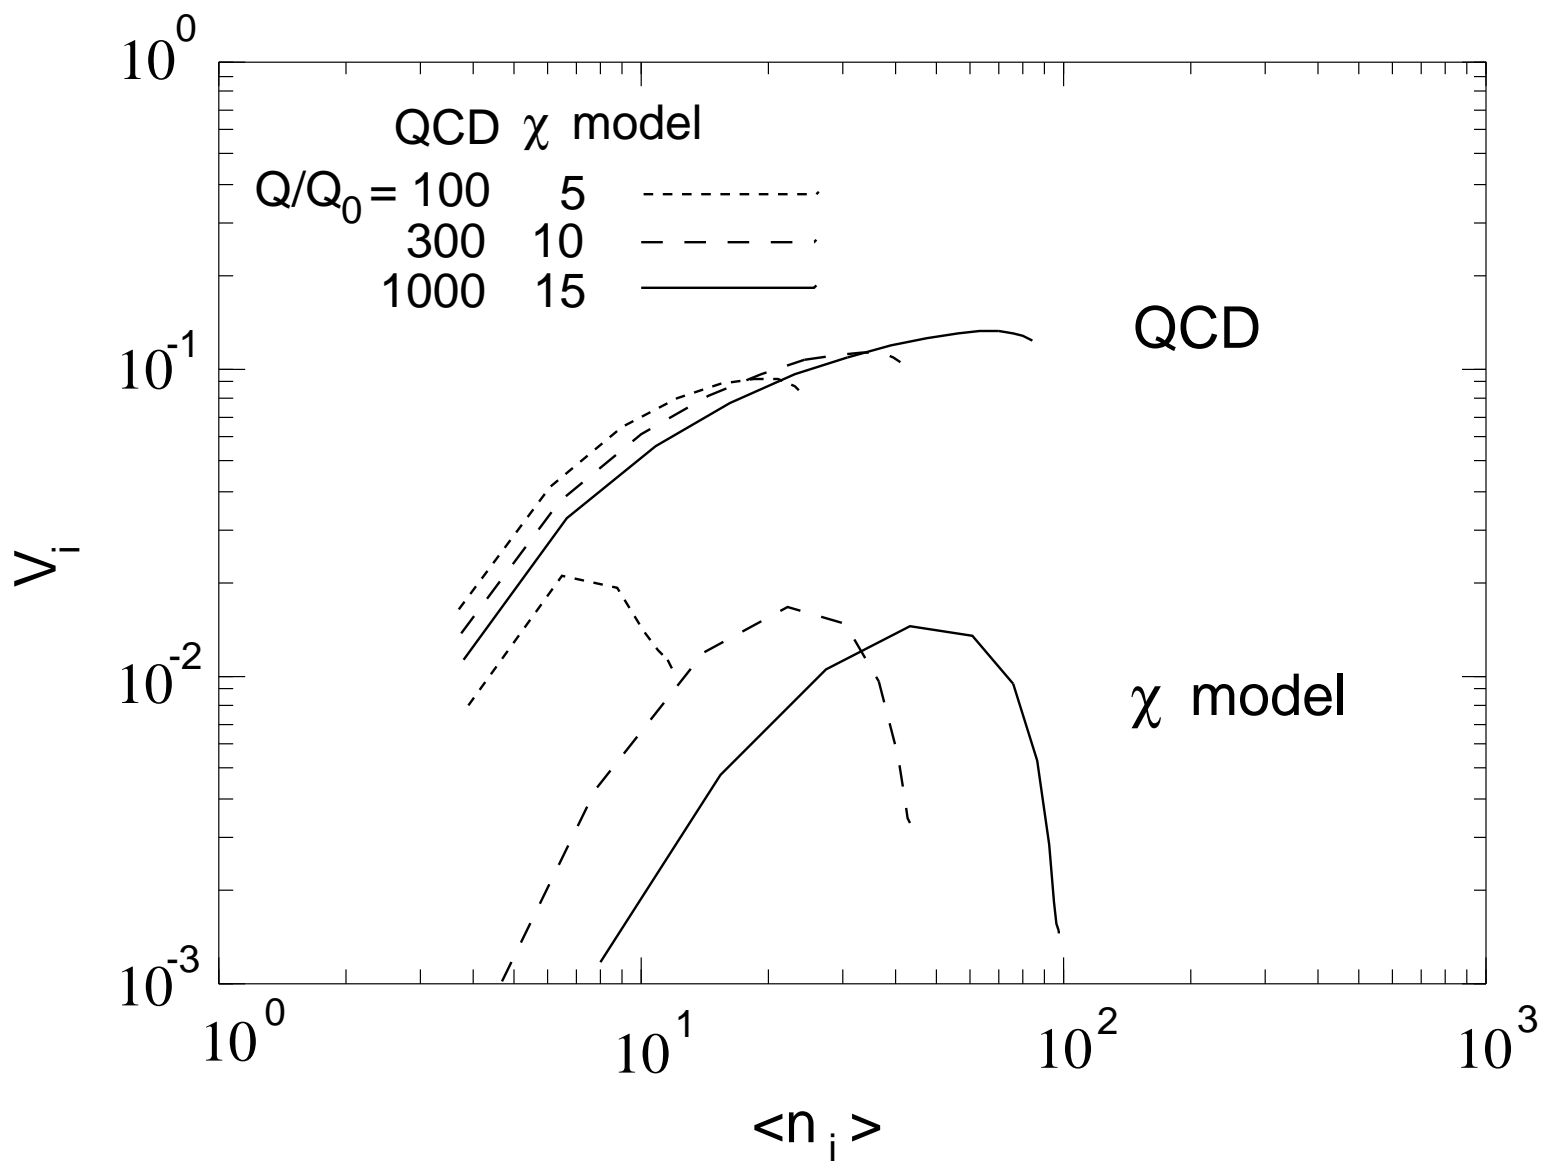 10^0
QCD χ model
Q/Q_0 = 100 5
300 10
1000 15
QCD
10^-1
V_i
10^-2
χ model
10^-3
10^0 10^1 10^2 10^3
<n_i>